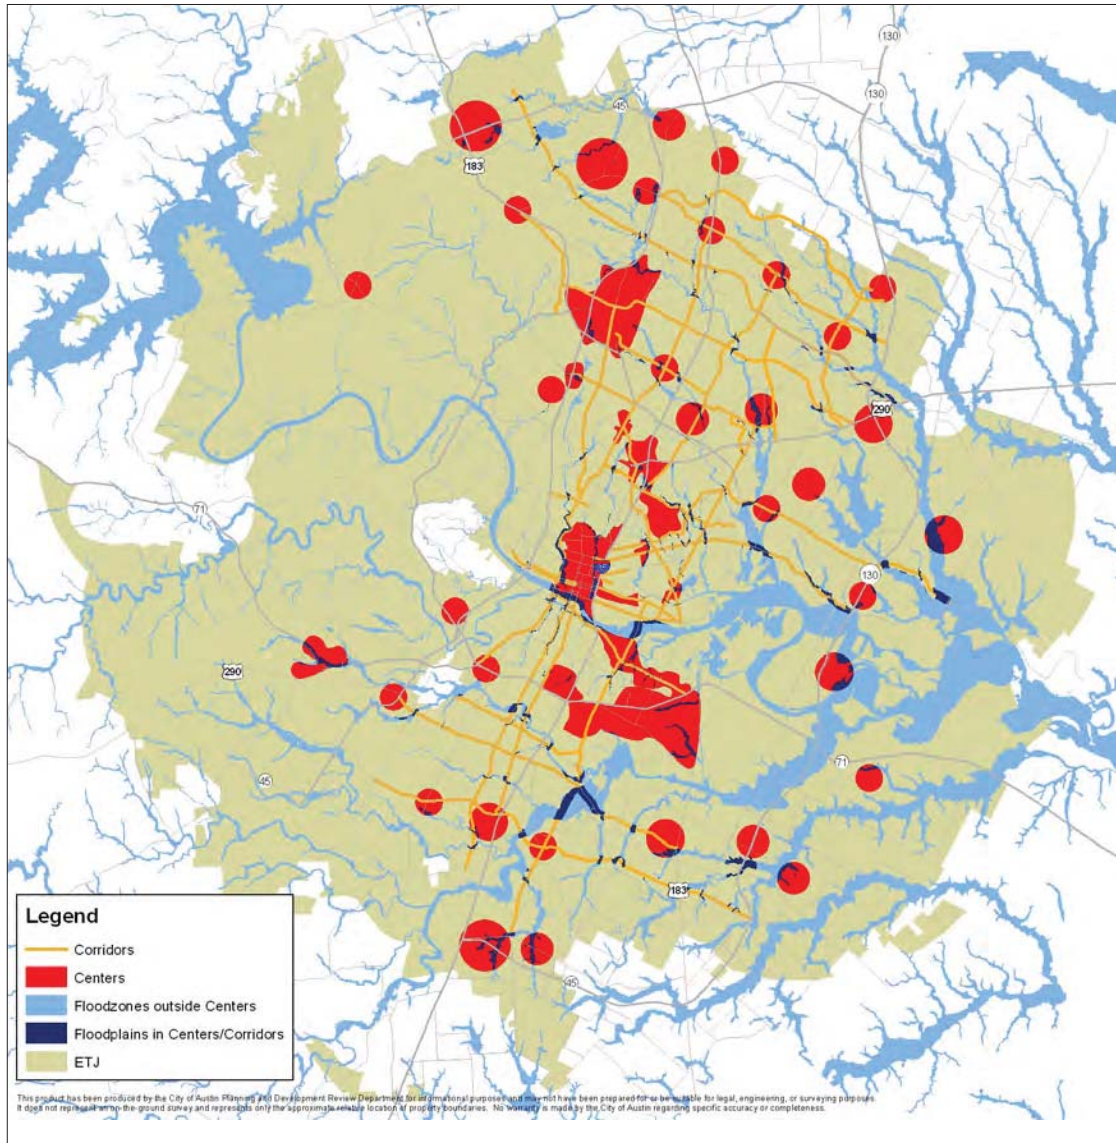 130
130
45
183
290
71
130
290
71
45
183
45
Legend
Corridors
Centers
Floodzones outside Centers
Floodplains in Centers/Corridors
ETJ
This product has been produced by the City of Austin Planning and Development Review Department for informational purposes and may not have been prepared for or be suitable for legal, engineering, or surveying purposes.
It does not represent an on-the-ground survey and represents only the approximate relative location of property boundaries. No warranty is made by the City of Austin regarding specific accuracy or completeness.